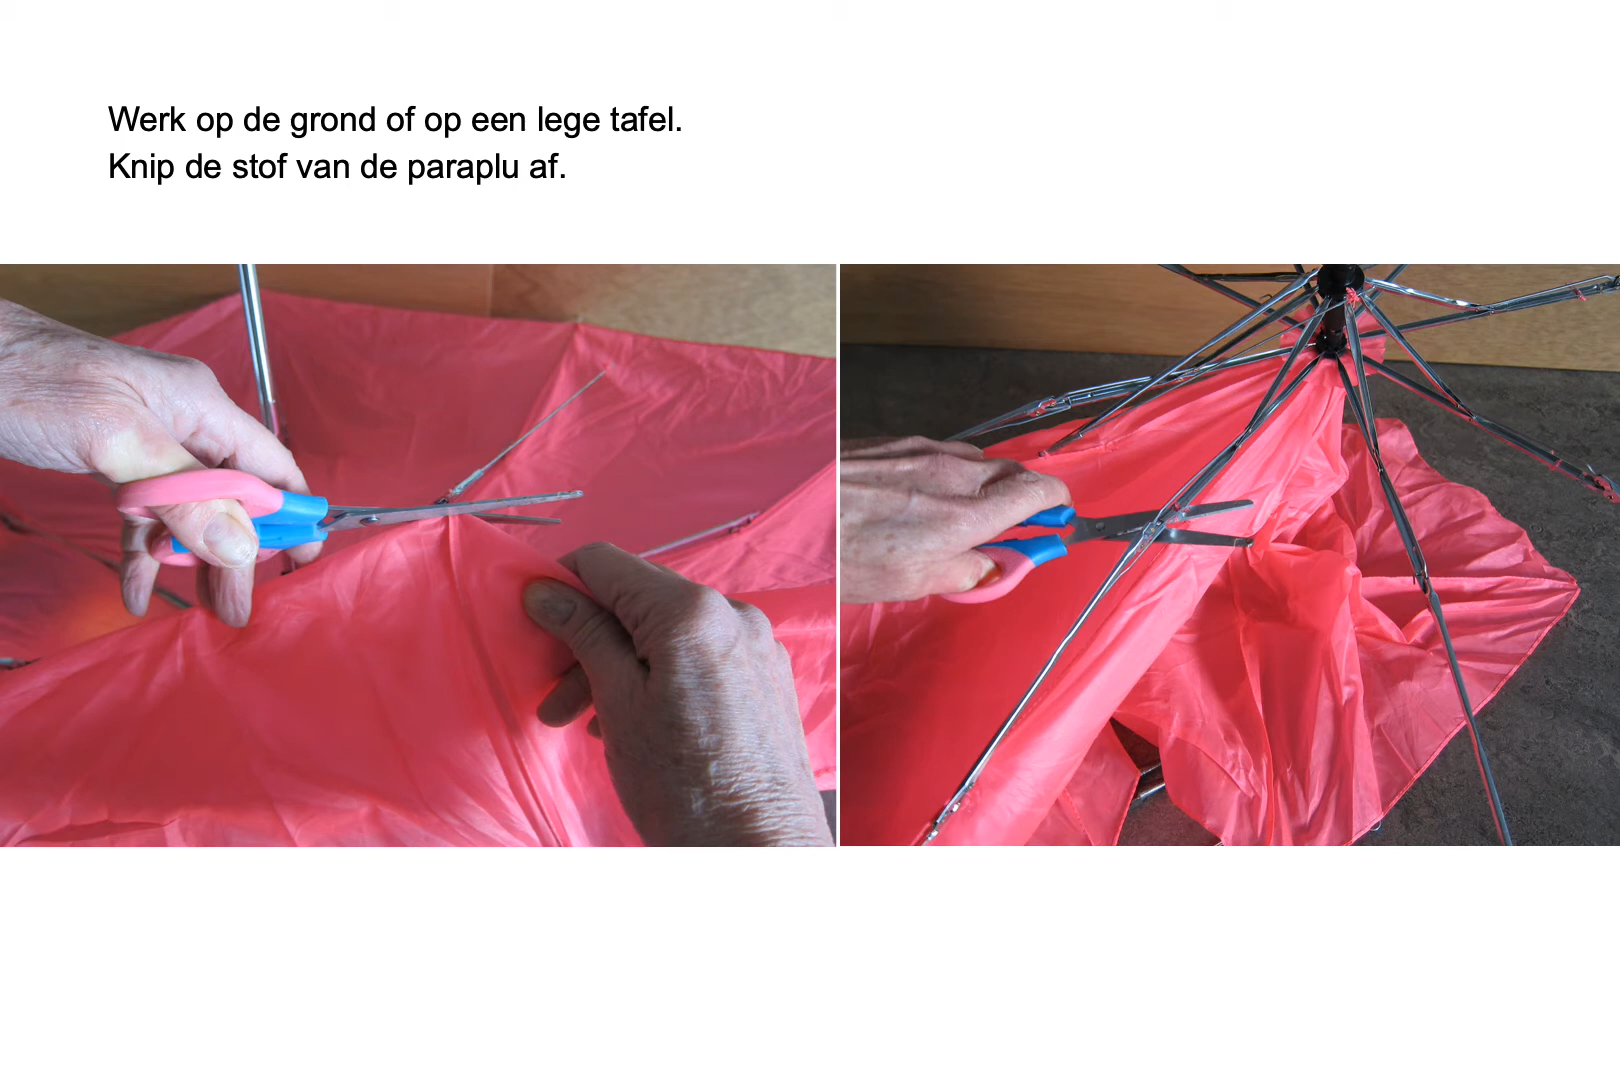 Werk op de grond of op een lege tafel.
Knip de stof van de paraplu af.